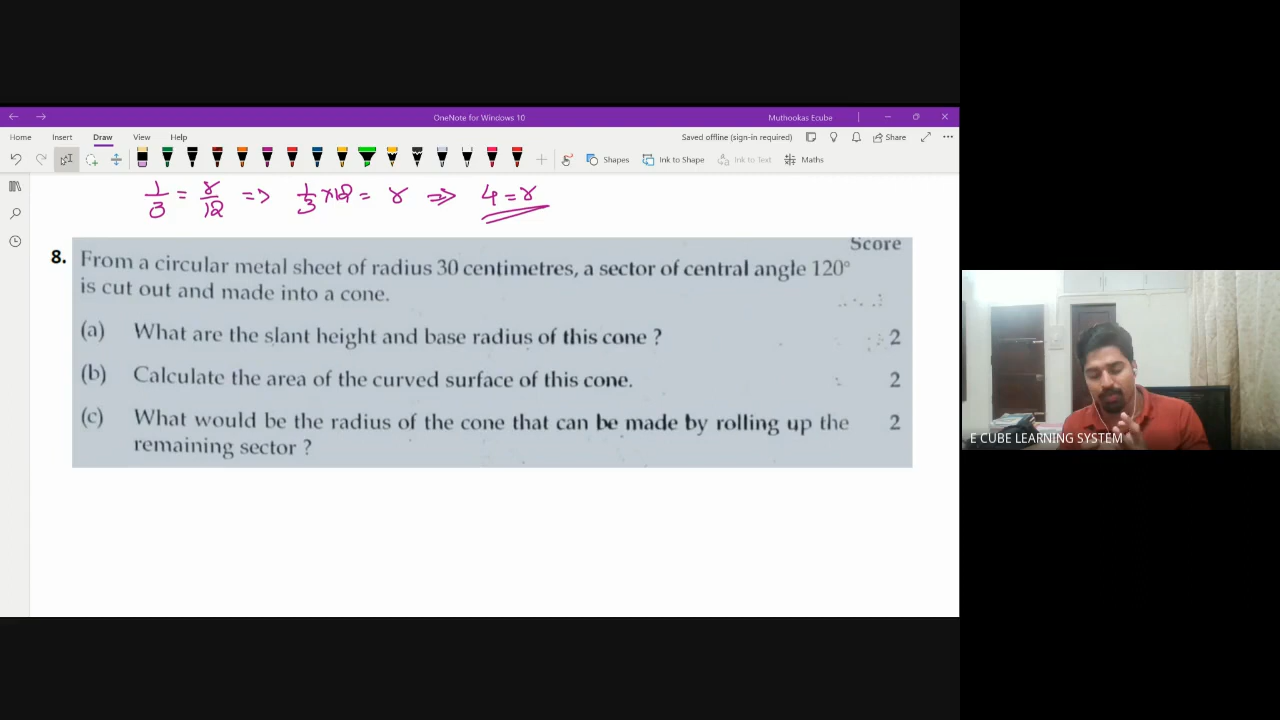 OneNote for Windows 10
Muthookas Ecube
Home Insert Draw View Help
Saved offline (sign-in required)
Share
Shapes
Ink to Shape
Ink to Text
Maths
1/3 = r/12 => 1/3 × 12 = r => 4 = r
Score
8. From a circular metal sheet of radius 30 centimetres, a sector of central angle 120°
is cut out and made into a cone.
(a) What are the slant height and base radius of this cone ? 2
(b) Calculate the area of the curved surface of this cone. 2
(c) What would be the radius of the cone that can be made by rolling up the 2
remaining sector ?
E CUBE LEARNING SYSTEM